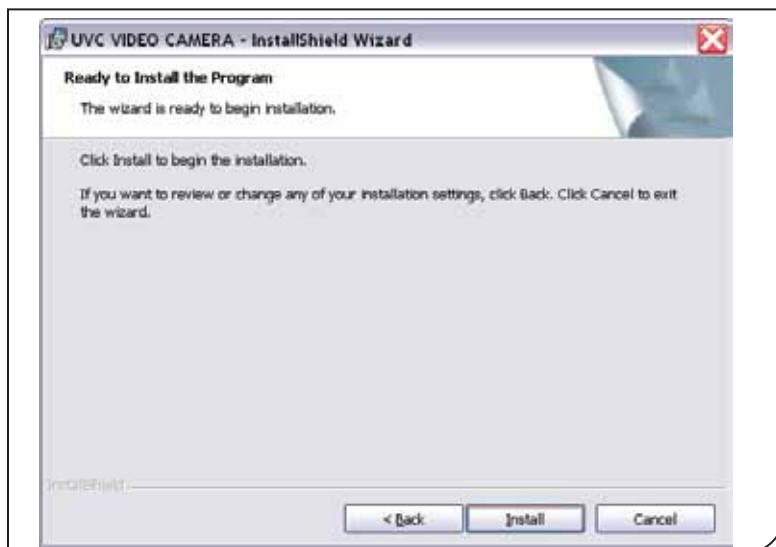 UVC VIDEO CAMERA - InstallShield Wizard
Ready to Install the Program
The wizard is ready to begin installation.
Click Install to begin the installation.
If you want to review or change any of your installation settings, click Back. Click Cancel to exit
the wizard.
InstallShield
< Back Install Cancel